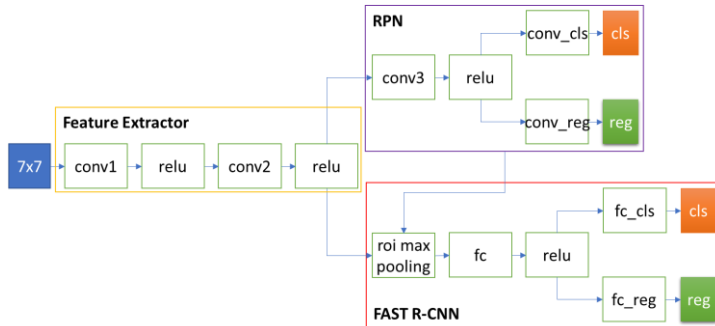 RPN
conv_cls
cls
conv3
relu
conv_reg
reg
Feature Extractor
7x7
conv1
relu
conv2
relu
fc_cls
cls
roi max
pooling
fc
relu
fc_reg
reg
FAST R-CNN